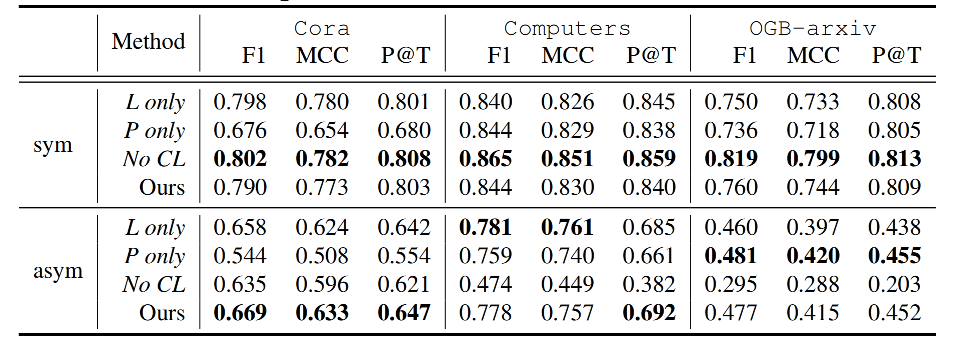 Method Cora Computers OGB-arxiv
F1 MCC P@T F1 MCC P@T F1 MCC P@T
sym
L only 0.798 0.780 0.801 0.840 0.826 0.845 0.750 0.733 0.808
P only 0.676 0.654 0.680 0.844 0.829 0.838 0.736 0.718 0.805
No CL 0.802 0.782 0.808 0.865 0.851 0.859 0.819 0.799 0.813
Ours 0.790 0.773 0.803 0.844 0.830 0.840 0.760 0.744 0.809
asym
L only 0.658 0.624 0.642 0.781 0.761 0.685 0.460 0.397 0.438
P only 0.544 0.508 0.554 0.759 0.740 0.661 0.481 0.420 0.455
No CL 0.635 0.596 0.621 0.474 0.449 0.382 0.295 0.288 0.203
Ours 0.669 0.633 0.647 0.778 0.757 0.692 0.477 0.415 0.452